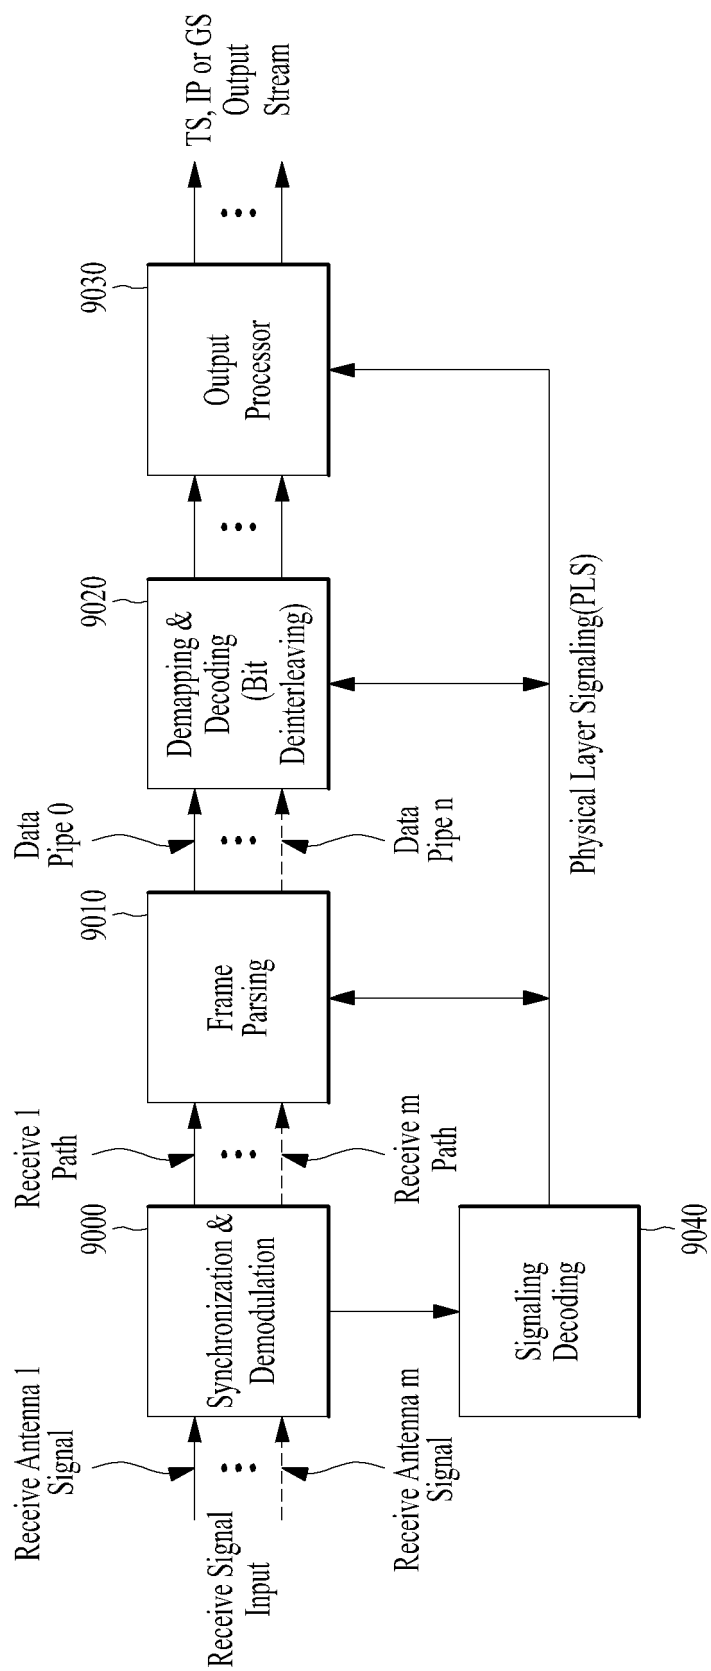 Receive Antenna 1
Signal
Receive Signal
Input
Receive Antenna m
Signal
9000
Synchronization &
Demodulation
Receive 1
Path
Receive m
Path
9010
Frame
Parsing
Data
Pipe 0
Data
Pipe n
9020
Demapping &
Decoding
(Bit
Deinterleaving)
9030
Output
Processor
TS, IP or GS
Output
Stream
Signaling
Decoding
9040
Physical Layer Signaling(PLS)